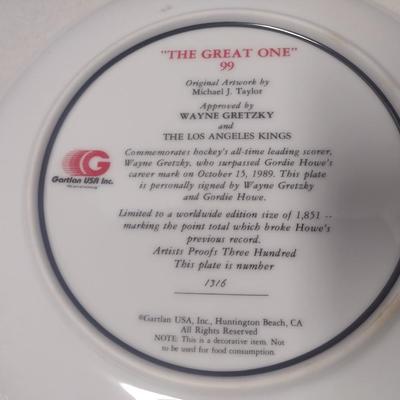 "THE GREAT ONE"
99
Original Artwork by
Michael J. Taylor
Approved by
WAYNE GRETZKY
and
THE LOS ANGELES KINGS
G
Gartlan USA Inc.
Commemorates hockey's all-time leading scorer,
Wayne Gretzky, who surpassed Gordie Howe's
career mark on October 15, 1989. This plate
is personally signed by Wayne Gretzky
and Gordie Howe.
Limited to a worldwide edition size of 1,851 --
marking the point total which broke Howe's
previous record.
Artists Proofs Three Hundred
This plate is number
1316
©Gartlan USA, Inc., Huntington Beach, CA
All Rights Reserved
NOTE: This is a decorative item. Not
to be used for food consumption.